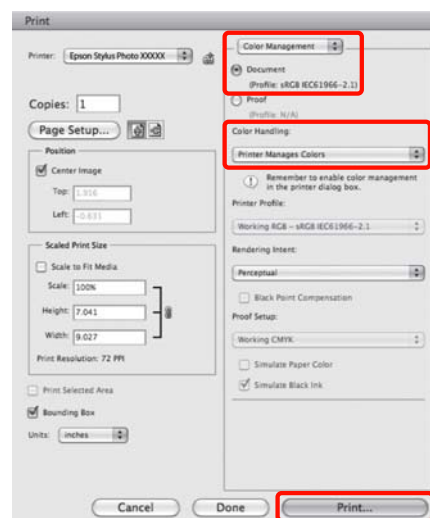 Print
Printer: Epson Stylus Photo XXXXX
Copies: 1
Page Setup...
Position
Center Image
Top: 1.916
Left: -0.631
Scaled Print Size
Scale to Fit Media
Scale: 100%
Height: 7.041
Width: 9.027
Print Resolution: 72 PPI
Print Selected Area
Bounding Box
Units: inches
Color Management
Document
(Profile: sRGB IEC61966-2.1)
Proof
(Profile: N/A)
Color Handling:
Printer Manages Colors
Remember to enable color management
in the printer dialog box.
Printer Profile:
Working RGB - sRGB IEC61966-2.1
Rendering Intent:
Perceptual
Black Point Compensation
Proof Setup:
Working CMYK
Simulate Paper Color
Simulate Black Ink
Cancel
Done
Print...